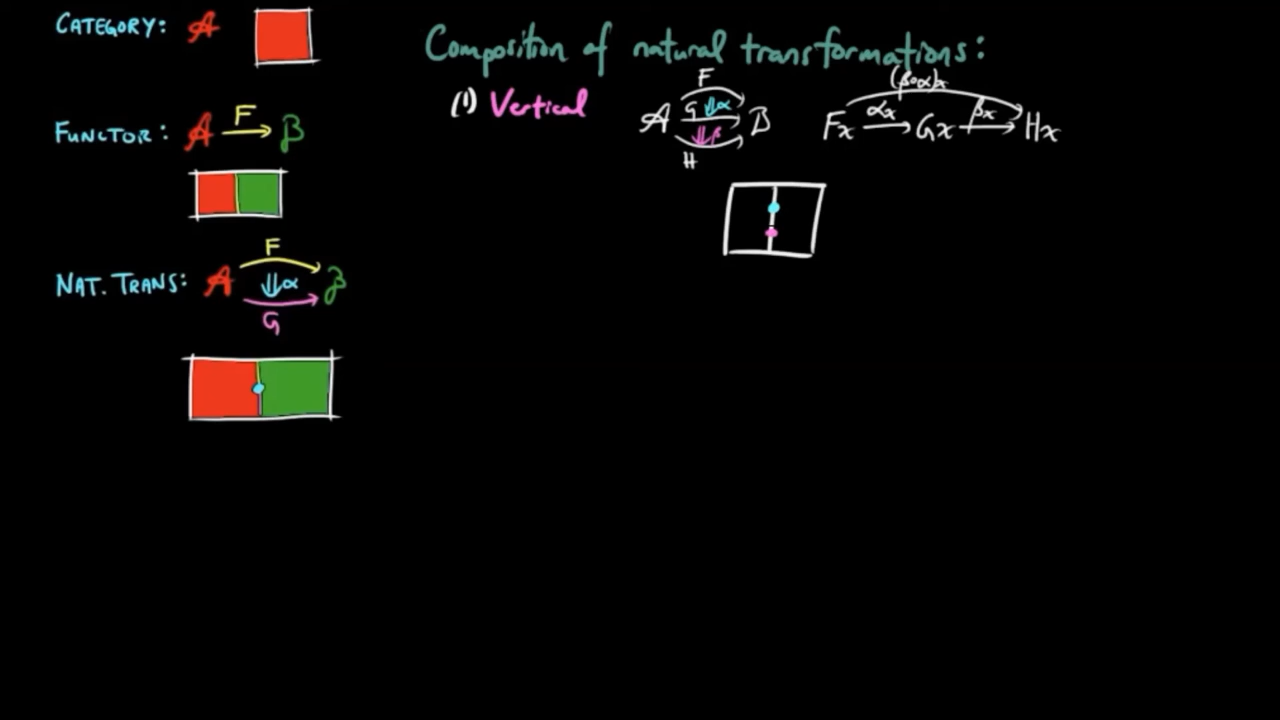 CATEGORY: A
FUNCTOR: A F B
NAT. TRANS: A F ⇓α G B
Composition of natural transformations:
(1) Vertical
A F G ⇓α ⇓β H B
(β∘α)x
Fx αx Gx βx Hx